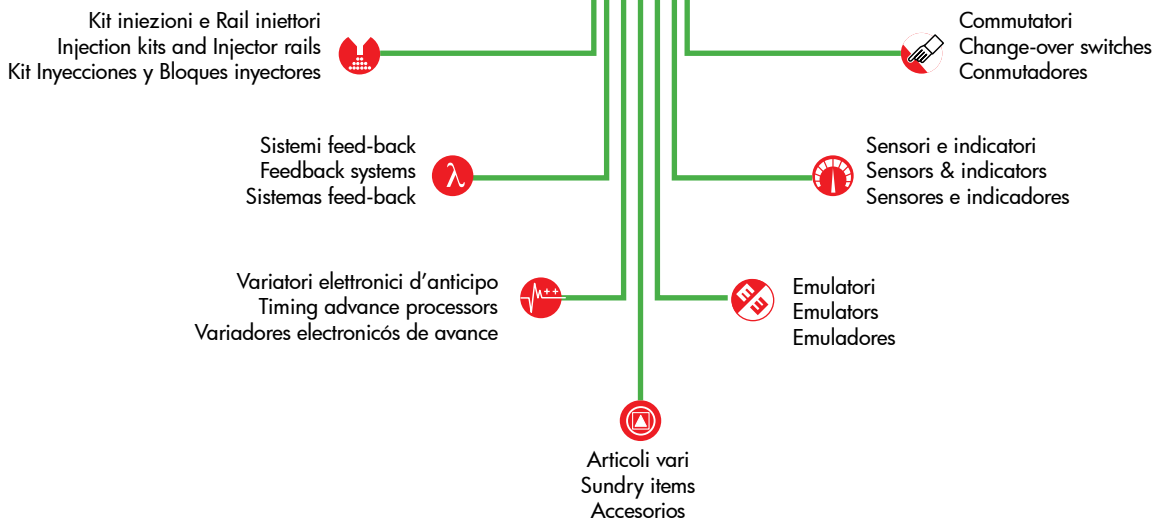 Kit iniezioni e Rail iniettori
Injection kits and Injector rails
Kit Inyecciones y Bloques inyectores
Commutatori
Change-over switches
Conmutadores
Sistemi feed-back
Feedback systems
Sistemas feed-back
λ
Sensori e indicatori
Sensors & indicators
Sensores e indicadores
Variatori elettronici d’anticipo
Timing advance processors
Variadores electronicós de avance
++
Emulatori
Emulators
Emuladores
Articoli vari
Sundry items
Accesorios